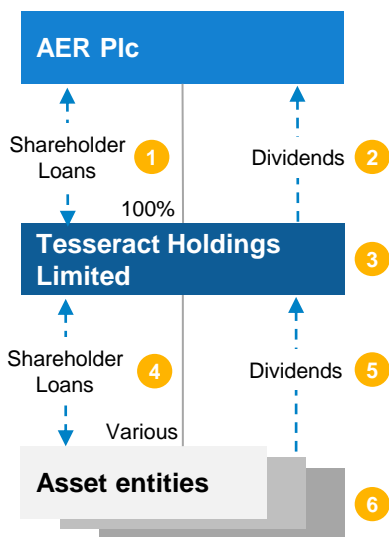 AER Plc
Shareholder
Loans
1
Dividends
2
100%
Tesseract Holdings
Limited
3
Shareholder
Loans
4
Dividends
5
Various
Asset entities
6